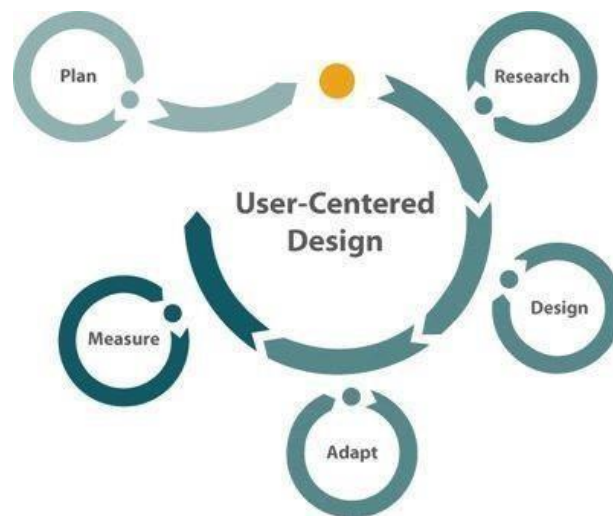 Plan
Research
User-Centered
Design
Design
Measure
Adapt